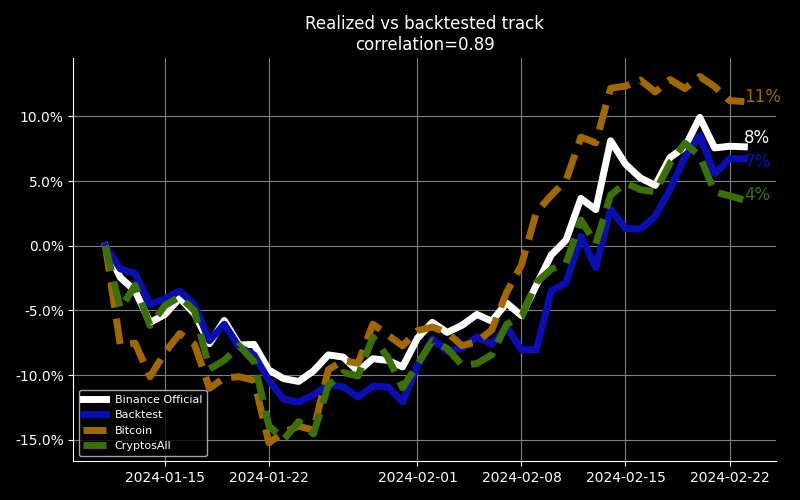 Realized vs backtested track
correlation=0.89
10.0%
5.0%
0.0%
-5.0%
-10.0%
-15.0%
11%
8%
7%
4%
Binance Official
Backtest
Bitcoin
CryptosAll
2024-01-15
2024-01-22
2024-02-01
2024-02-08
2024-02-15
2024-02-22